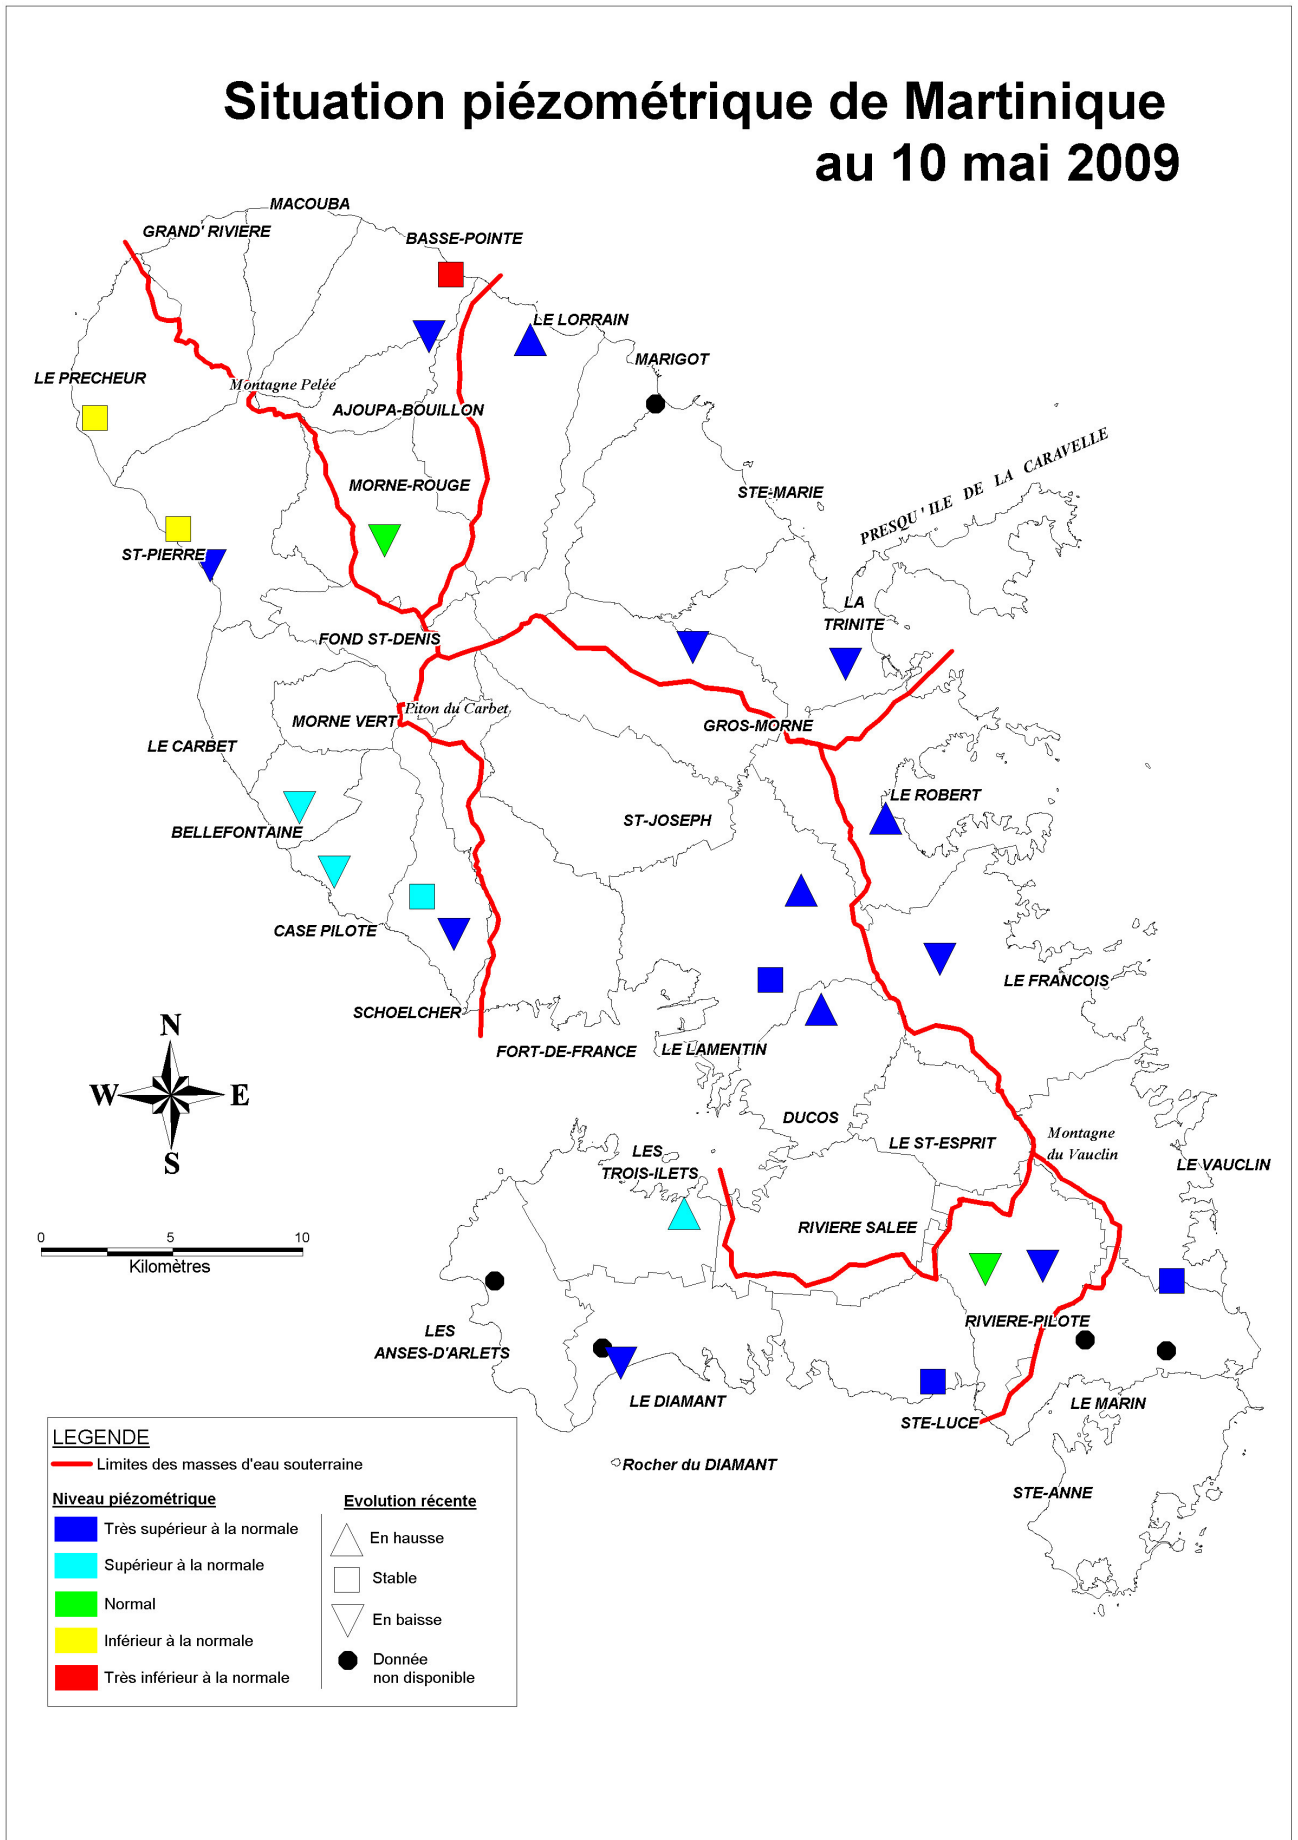 Situation piézométrique de Martinique
au 10 mai 2009
MACOUBA
GRAND' RIVIERE
BASSE-POINTE
LE LORRAIN
MARIGOT
LE PRECHEUR
Montagne Pelée
AJOUPA-BOUILLON
PRESQU'ILE DE LA CARAVELLE
MORNE-ROUGE
STE-MARIE
ST-PIERRE
LA
TRINITE
FOND ST-DENIS
Piton du Carbet
MORNE VERT
GROS-MORNE
LE CARBET
LE ROBERT
ST-JOSEPH
BELLEFONTAINE
CASE PILOTE
LE FRANCOIS
SCHOELCHER
FORT-DE-FRANCE
LE LAMENTIN
N
W
E
S
DUCOS
LE ST-ESPRIT
Montagne
du Vauclin
LES
TROIS-ILETS
LE VAUCLIN
RIVIERE SALEE
0 5 10
Kilomètres
RIVIERE-PILOTE
LES
ANSES-D'ARLETS
LE DIAMANT
STE-LUCE
LE MARIN
Rocher du DIAMANT
STE-ANNE
LEGENDE
Limites des masses d'eau souterraine
Niveau piézométrique
Très supérieur à la normale
Supérieur à la normale
Normal
Inférieur à la normale
Très inférieur à la normale
Evolution récente
En hausse
Stable
En baisse
Donnée
non disponible